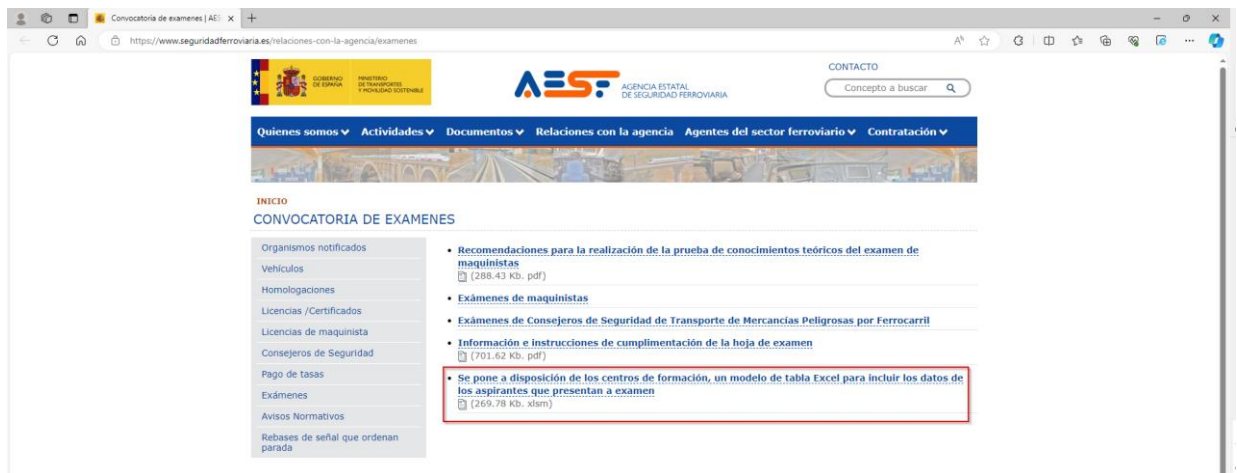 Convocatoria de examenes | AES
https://www.seguridadferroviaria.es/relaciones-con-la-agencia/examenes
GOBIERNO
DE ESPAÑA
MINISTERIO
DE TRANSPORTES
Y MOVILIDAD SOSTENIBLE
AESF
AGENCIA ESTATAL
DE SEGURIDAD FERROVIARIA
CONTACTO
Concepto a buscar
Quienes somos Actividades Documentos Relaciones con la agencia Agentes del sector ferroviario Contratación
INICIO
CONVOCATORIA DE EXAMENES
Organismos notificados
Vehículos
Homologaciones
Licencias /Certificados
Licencias de maquinista
Consejeros de Seguridad
Pago de tasas
Exámenes
Avisos Normativos
Rebases de señal que ordenan
parada
• Recomendaciones para la realización de la prueba de conocimientos teóricos del examen de
maquinistas
(288.43 Kb. pdf)
• Exámenes de maquinistas
• Exámenes de Consejeros de Seguridad de Transporte de Mercancías Peligrosas por Ferrocarril
• Información e instrucciones de cumplimentación de la hoja de examen
(701.62 Kb. pdf)
• Se pone a disposición de los centros de formación, un modelo de tabla Excel para incluir los datos de
los aspirantes que presentan a examen
(269.78 Kb. xlsm)